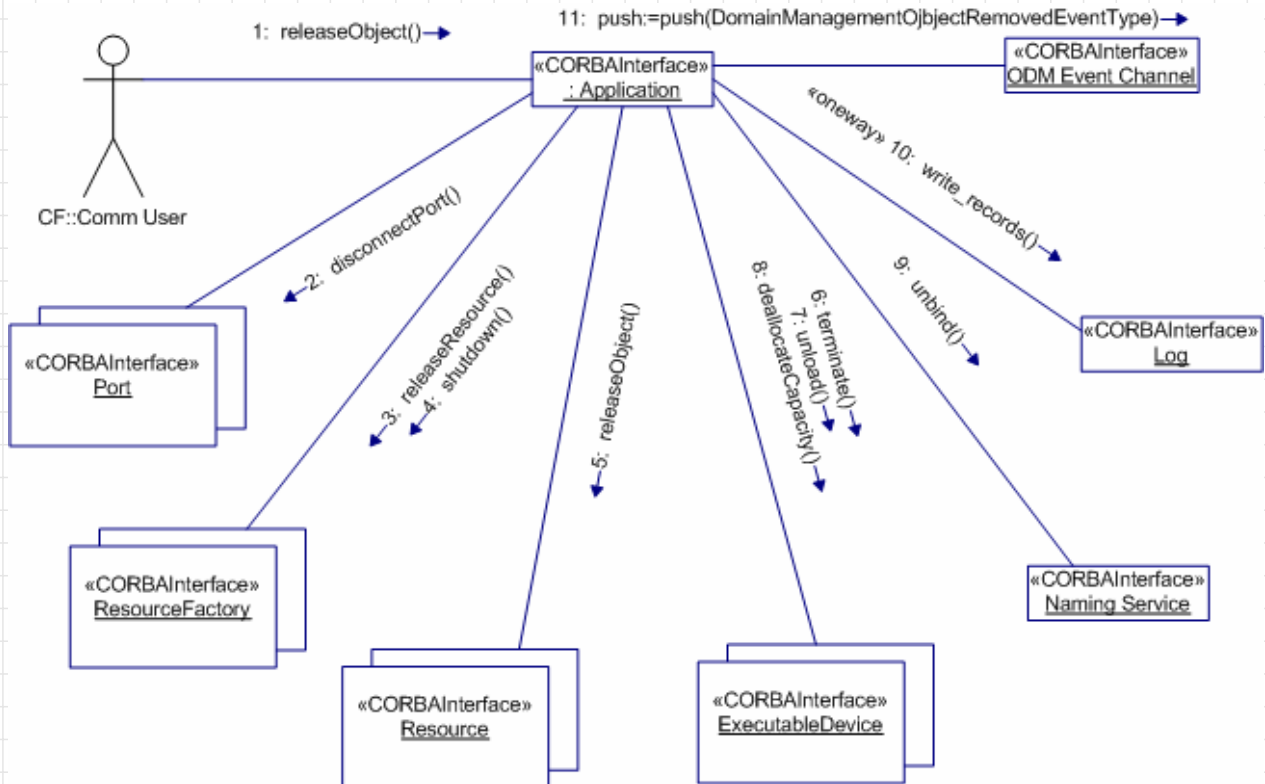 1: releaseObject()
11: push:=push(DomainManagementOjbjectRemovedEventType)
«CORBAInterface»
: Application
«CORBAInterface»
ODM Event Channel
CF::Comm User
«oneway» 10: write_records()
2: disconnectPort()
3: releaseResource()
4: shutdown()
5: releaseObject()
6: terminate()
7: unload()
8: deallocateCapacity()
9: unbind()
«CORBAInterface»
Log
«CORBAInterface»
Port
«CORBAInterface»
ResourceFactory
«CORBAInterface»
Naming Service
«CORBAInterface»
Resource
«CORBAInterface»
ExecutableDevice